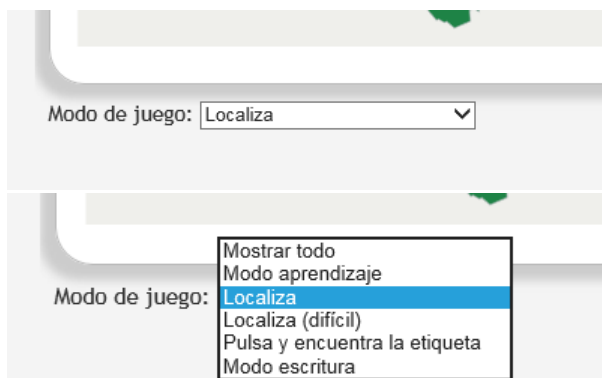 Modo de juego: Localiza
Mostrar todo
Modo aprendizaje
Modo de juego: Localiza
Localiza (difícil)
Pulsa y encuentra la etiqueta
Modo escritura